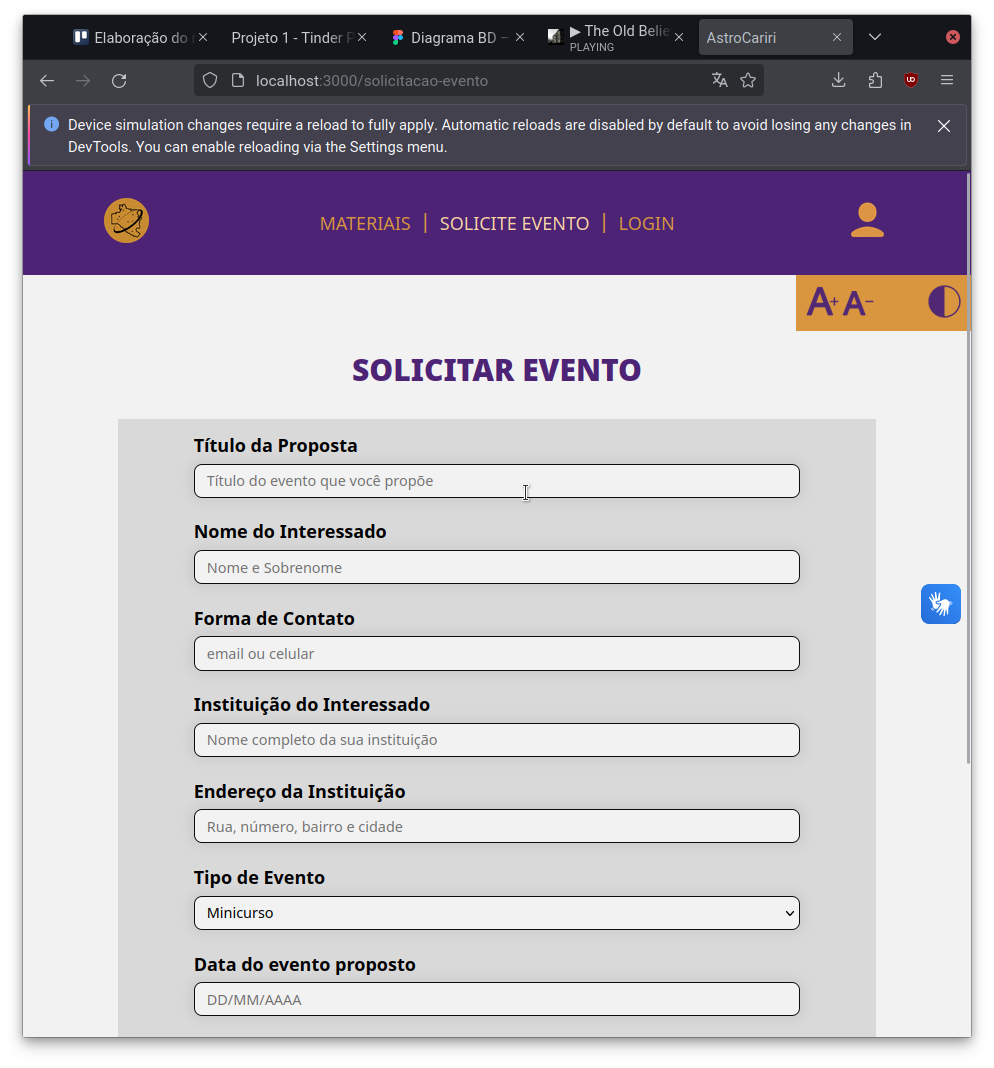 Elaboração do Projeto 1 - Tinder P Diagrama BD – ▶ The Old Belie AstroCariri
PLAYING
localhost:3000/solicitacao-evento
Device simulation changes require a reload to fully apply. Automatic reloads are disabled by default to avoid losing any changes in
DevTools. You can enable reloading via the Settings menu.
MATERIAIS | SOLICITE EVENTO | LOGIN
A+ A-
SOLICITAR EVENTO
Título da Proposta
Título do evento que você propõe
Nome do Interessado
Nome e Sobrenome
Forma de Contato
email ou celular
Instituição do Interessado
Nome completo da sua instituição
Endereço da Instituição
Rua, número, bairro e cidade
Tipo de Evento
Minicurso
Data do evento proposto
DD/MM/AAAA